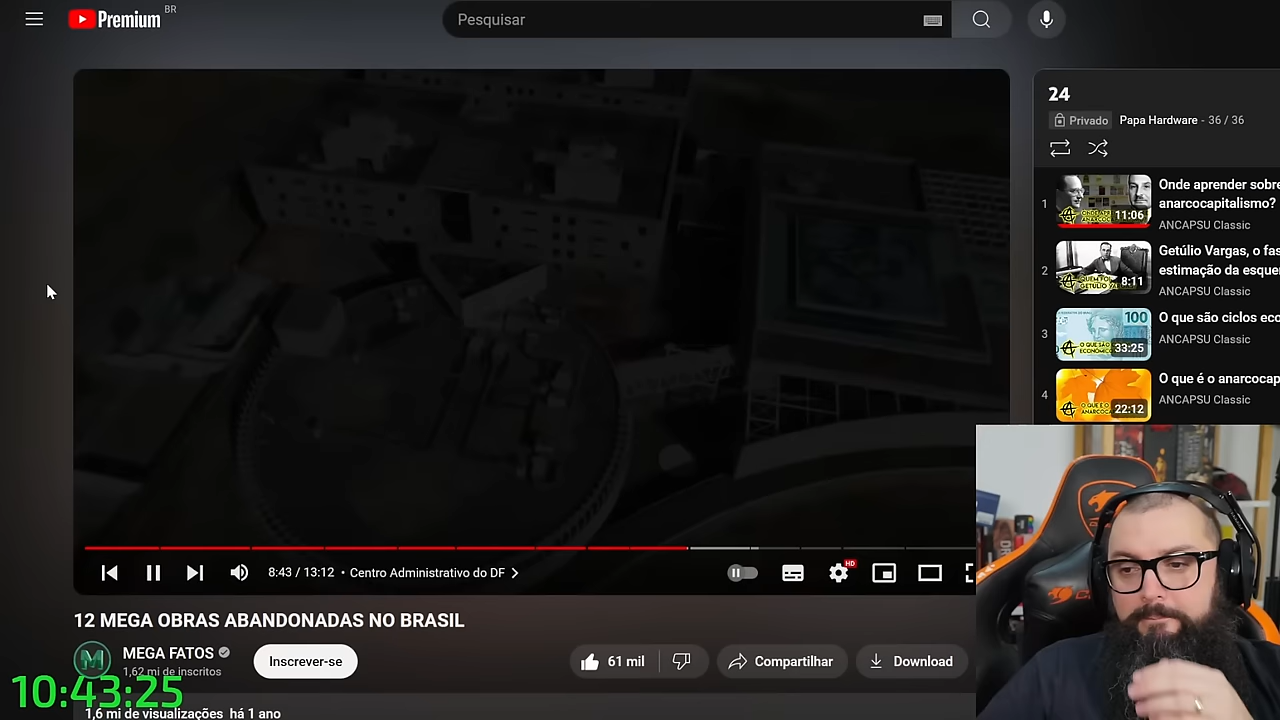 Premium BR
Pesquisar
24
Privado Papa Hardware - 36 / 36
1
11:06
Onde aprender sobre
anarcocapitalismo?
ANCAPSU Classic
2
8:11
Getúlio Vargas, o fas
estimação da esque
ANCAPSU Classic
3
100
33:25
O que são ciclos eco
ANCAPSU Classic
4
22:12
O que é o anarcocap
ANCAPSU Classic
8:43 / 13:12 • Centro Administrativo do DF
HD
12 MEGA OBRAS ABANDONADAS NO BRASIL
MEGA FATOS
1,62 mi de inscritos
Inscrever-se
61 mil
Compartilhar
Download
10:43:25
1,6 mi de visualizações há 1 ano